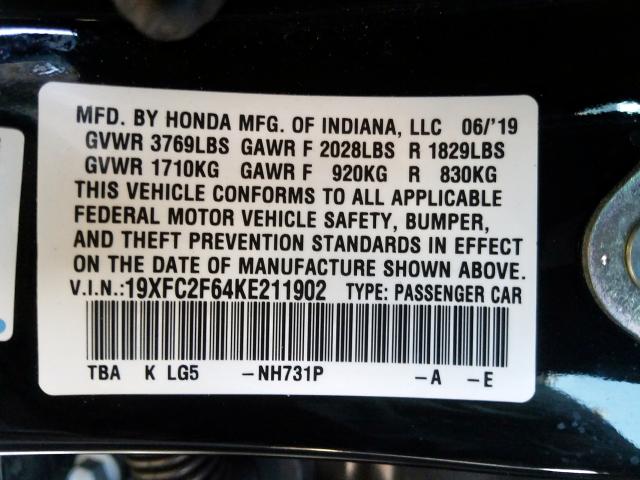 MFD. BY HONDA MFG. OF INDIANA, LLC 06/'19
GVWR 3769LBS GAWR F 2028LBS R 1829LBS
GVWR 1710KG GAWR F 920KG R 830KG
THIS VEHICLE CONFORMS TO ALL APPLICABLE
FEDERAL MOTOR VEHICLE SAFETY, BUMPER,
AND THEFT PREVENTION STANDARDS IN EFFECT
ON THE DATE OF MANUFACTURE SHOWN ABOVE.
V.I.N.:19XFC2F64KE211902 TYPE: PASSENGER CAR
TBA K LG5 -NH731P -A -E